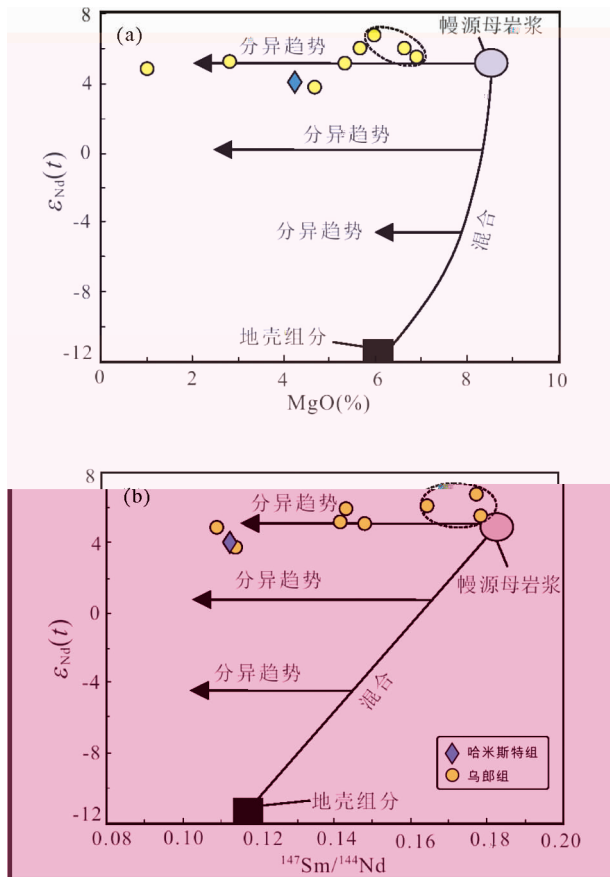 (a)
8
4
0
-4
-8
-12
εNd(t)
幔源母岩浆
分异趋势
分异趋势
分异趋势
混合
地壳组分
0 2 4 6 8 10
MgO(%)
(b)
8
4
0
-4
-8
-12
εNd(t)
分异趋势
幔源母岩浆
分异趋势
分异趋势
混合
地壳组分
哈米斯特组
乌郎组
0.08 0.10 0.12 0.14 0.16 0.18 0.20
147Sm/144Nd